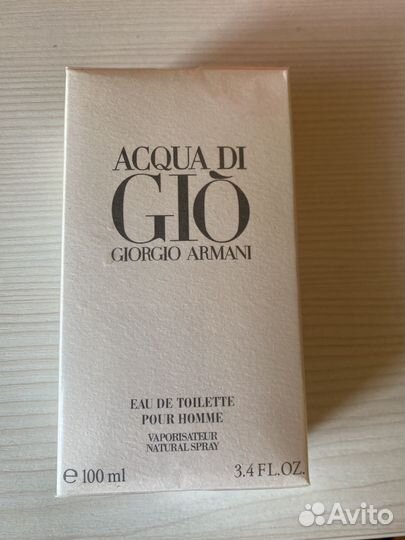 ACQUA DI
GIÒ
GIORGIO ARMANI
EAU DE TOILETTE
POUR HOMME
VAPORISATEUR
NATURAL SPRAY
℮ 100 ml 3.4 FL.OZ.
Avito